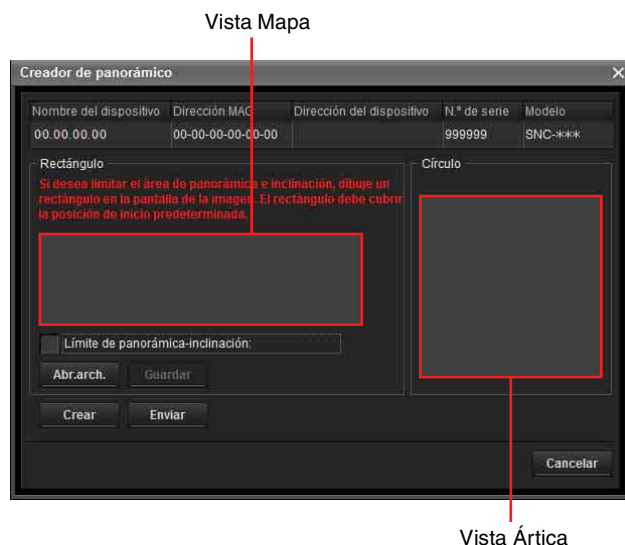 Vista Mapa
Creador de panorámico
Nombre del dispositivo Dirección MAC Dirección del dispositivo N.º de serie Modelo
00.00.00.00 00-00-00-00-00-00 999999 SNC-***
Rectángulo
Si desea limitar el área de panorámica e inclinación, dibuje un
rectángulo en la pantalla de la imagen. El rectángulo debe cubrir
la posición de inicio predeterminada.
Círculo
Límite de panorámica-inclinación:
Abr.arch. Guardar
Crear Enviar
Cancelar
Vista Ártica